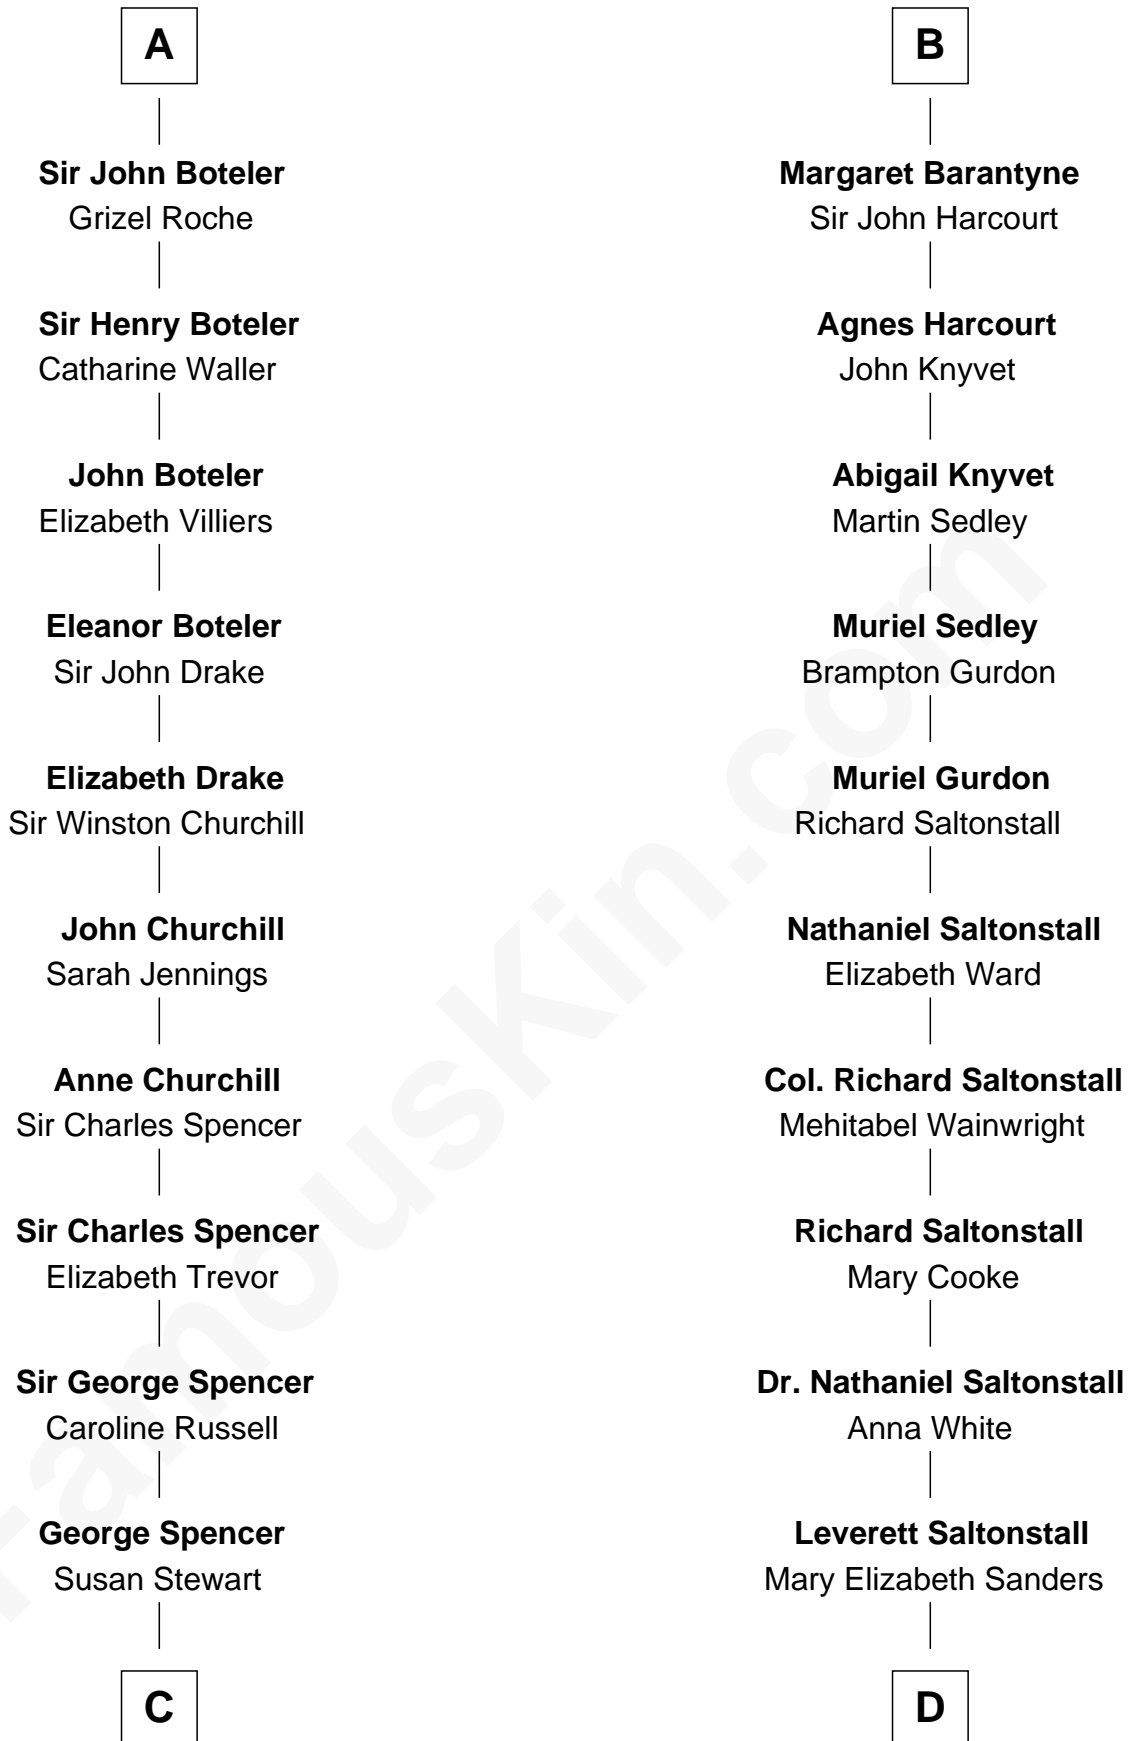 A
Sir John Boteler
Grizel Roche
Sir Henry Boteler
Catharine Waller
John Boteler
Elizabeth Villiers
Eleanor Boteler
Sir John Drake
Elizabeth Drake
Sir Winston Churchill
John Churchill
Sarah Jennings
Anne Churchill
Sir Charles Spencer
Sir Charles Spencer
Elizabeth Trevor
Sir George Spencer
Caroline Russell
George Spencer
Susan Stewart
C
B
Margaret Barantyne
Sir John Harcourt
Agnes Harcourt
John Knyvet
Abigail Knyvet
Martin Sedley
Muriel Sedley
Brampton Gurdon
Muriel Gurdon
Richard Saltonstall
Nathaniel Saltonstall
Elizabeth Ward
Col. Richard Saltonstall
Mehitabel Wainwright
Richard Saltonstall
Mary Cooke
Dr. Nathaniel Saltonstall
Anna White
Leverett Saltonstall
Mary Elizabeth Sanders
D
FamousKin.com